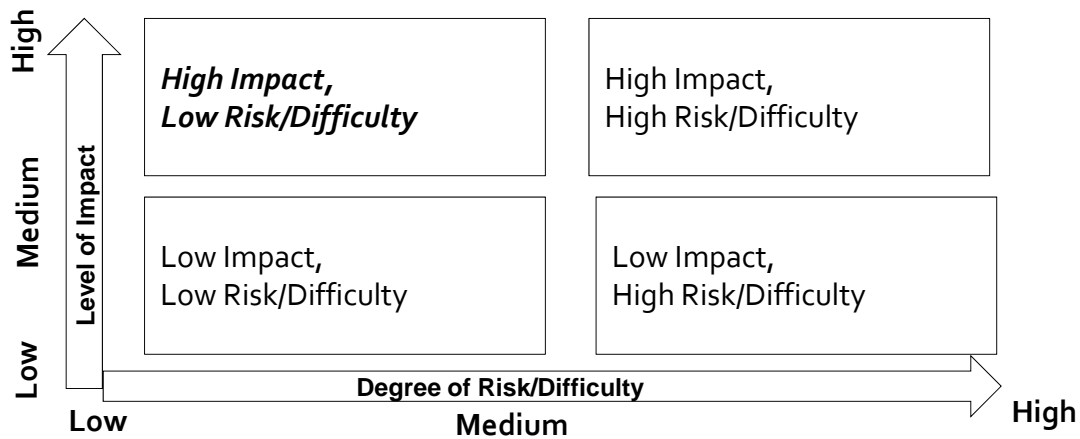 High
Medium
Low
Level of Impact
High Impact,
Low Risk/Difficulty
High Impact,
High Risk/Difficulty
Low Impact,
Low Risk/Difficulty
Low Impact,
High Risk/Difficulty
Degree of Risk/Difficulty
Low
Medium
High